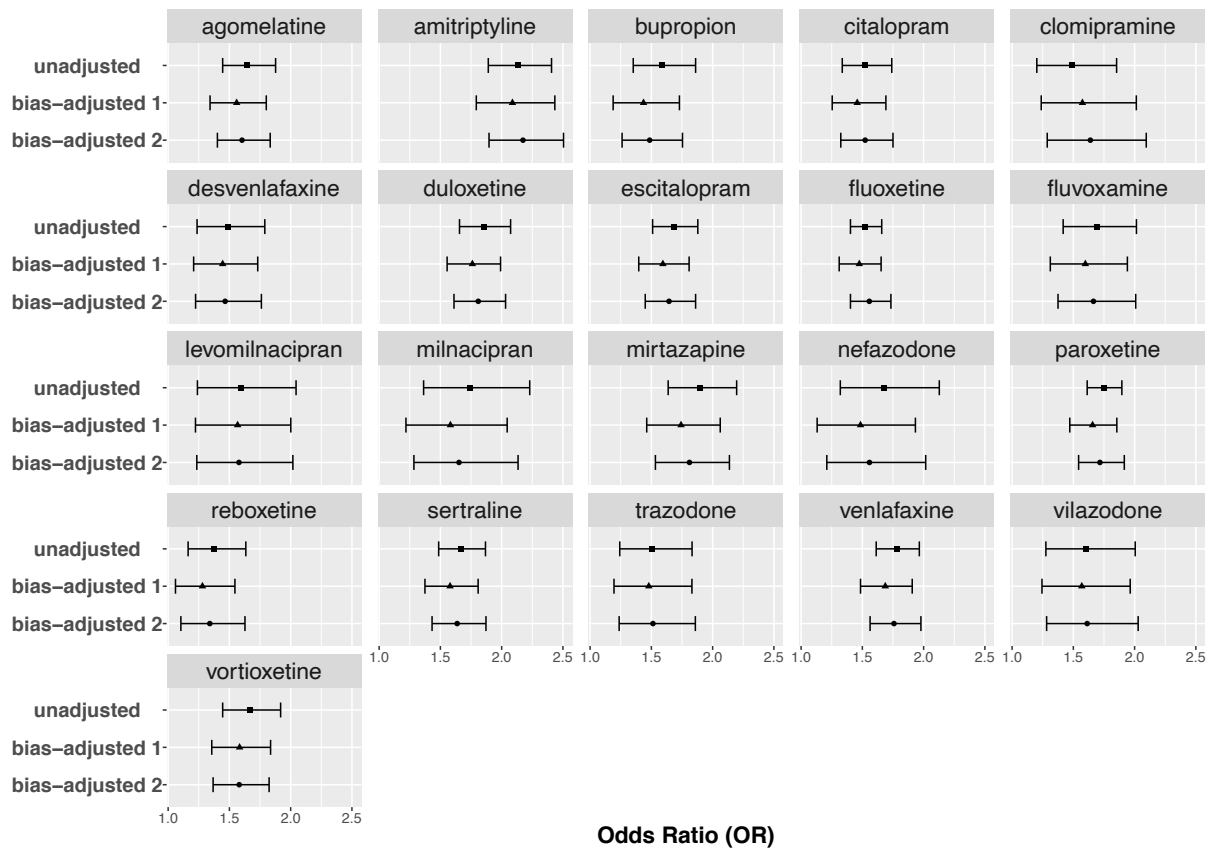 agomelatine amitriptyline bupropion citalopram clomipramine
unadjusted
bias−adjusted 1
bias−adjusted 2
desvenlafaxine duloxetine escitalopram fluoxetine fluvoxamine
unadjusted
bias−adjusted 1
bias−adjusted 2
levomilnacipran milnacipran mirtazapine nefazodone paroxetine
unadjusted
bias−adjusted 1
bias−adjusted 2
reboxetine sertraline trazodone venlafaxine vilazodone
unadjusted
bias−adjusted 1
bias−adjusted 2
1.0 1.5 2.0 2.5 1.0 1.5 2.0 2.5 1.0 1.5 2.0 2.5 1.0 1.5 2.0 2.5
vortioxetine
unadjusted
bias−adjusted 1
bias−adjusted 2
1.0 1.5 2.0 2.5
Odds Ratio (OR)